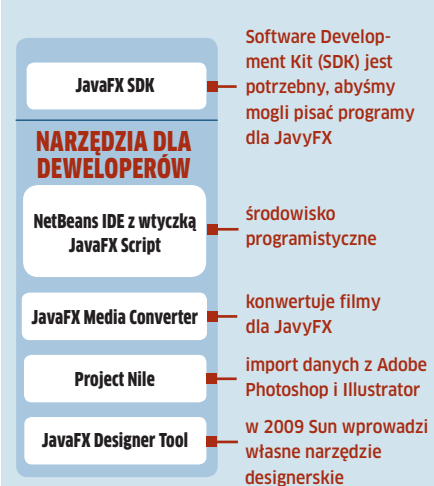 JavaFX SDK
Software Develop-
ment Kit (SDK) jest
potrzebny, abyśmy
mogli pisać programy
dla JavyFX
NARZĘDZIA DLA
DEWELOPERÓW
NetBeans IDE z wtyczką
JavaFX Script
środowisko
programistyczne
JavaFX Media Converter
konwertuje filmy
dla JavyFX
Project Nile
import danych z Adobe
Photoshop i Illustrator
JavaFX Designer Tool
w 2009 Sun wprowadzi
własne narzędzie
designerskie